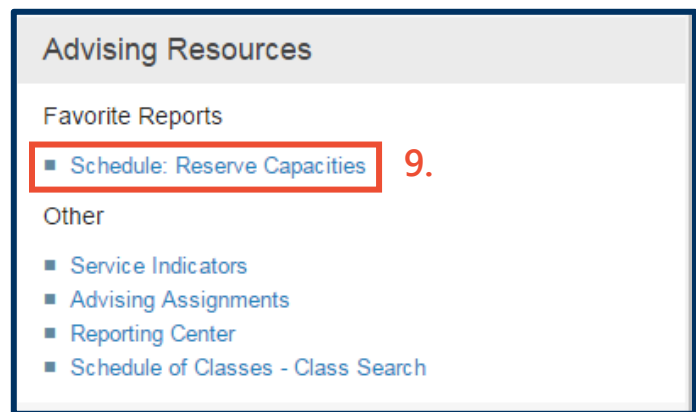 Advising Resources
Favorite Reports
Schedule: Reserve Capacities 9.
Other
Service Indicators
Advising Assignments
Reporting Center
Schedule of Classes - Class Search